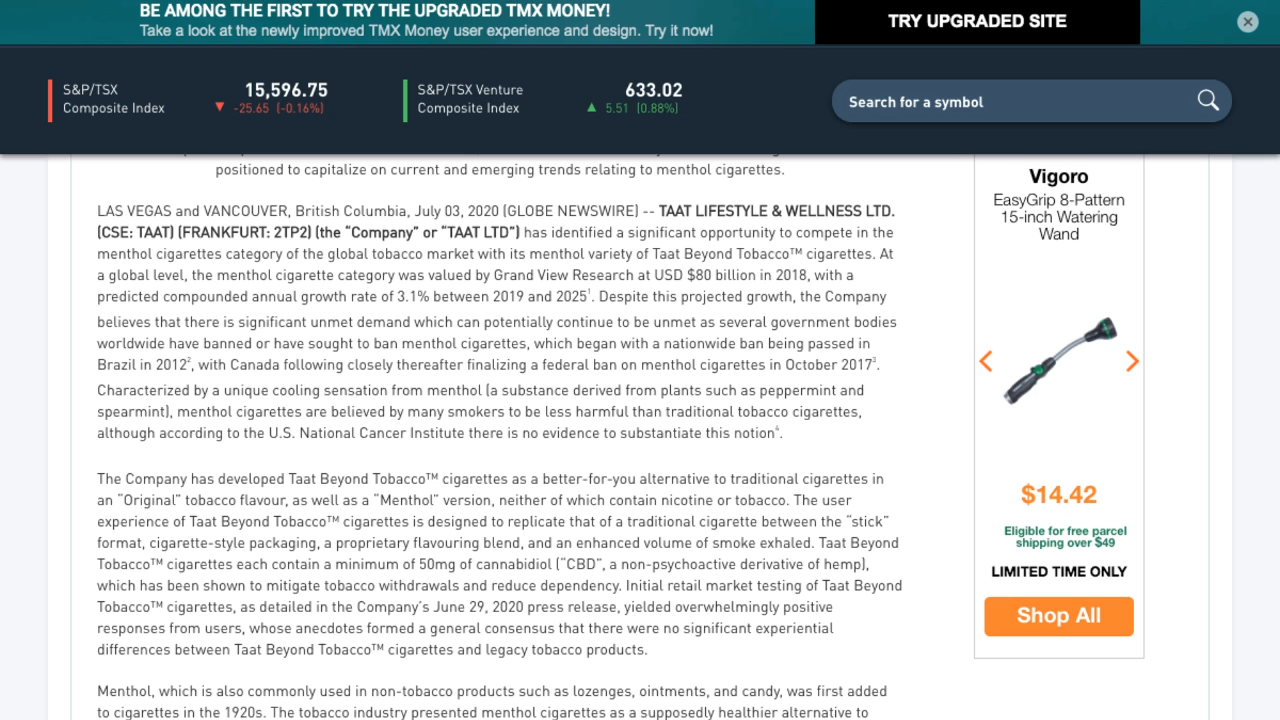 BE AMONG THE FIRST TO TRY THE UPGRADED TMX MONEY!
Take a look at the newly improved TMX Money user experience and design. Try it now!
TRY UPGRADED SITE
S&P/TSX
Composite Index
15,596.75
▼ -25.65 (-0.16%)
S&P/TSX Venture
Composite Index
633.02
▲ 5.51 (0.88%)
Search for a symbol
positioned to capitalize on current and emerging trends relating to menthol cigarettes.
LAS VEGAS and VANCOUVER, British Columbia, July 03, 2020 (GLOBE NEWSWIRE) -- TAAT LIFESTYLE & WELLNESS LTD.
(CSE: TAAT) (FRANKFURT: 2TP2) (the “Company” or “TAAT LTD”) has identified a significant opportunity to compete in the
menthol cigarettes category of the global tobacco market with its menthol variety of Taat Beyond Tobacco™ cigarettes. At
a global level, the menthol cigarette category was valued by Grand View Research at USD $80 billion in 2018, with a
predicted compounded annual growth rate of 3.1% between 2019 and 2025¹. Despite this projected growth, the Company
believes that there is significant unmet demand which can potentially continue to be unmet as several government bodies
worldwide have banned or have sought to ban menthol cigarettes, which began with a nationwide ban being passed in
Brazil in 2012², with Canada following closely thereafter finalizing a federal ban on menthol cigarettes in October 2017³.
Characterized by a unique cooling sensation from menthol (a substance derived from plants such as peppermint and
spearmint), menthol cigarettes are believed by many smokers to be less harmful than traditional tobacco cigarettes,
although according to the U.S. National Cancer Institute there is no evidence to substantiate this notion⁴.
The Company has developed Taat Beyond Tobacco™ cigarettes as a better-for-you alternative to traditional cigarettes in
an “Original” tobacco flavour, as well as a “Menthol” version, neither of which contain nicotine or tobacco. The user
experience of Taat Beyond Tobacco™ cigarettes is designed to replicate that of a traditional cigarette between the “stick”
format, cigarette-style packaging, a proprietary flavouring blend, and an enhanced volume of smoke exhaled. Taat Beyond
Tobacco™ cigarettes each contain a minimum of 50mg of cannabidiol (“CBD”, a non-psychoactive derivative of hemp),
which has been shown to mitigate tobacco withdrawals and reduce dependency. Initial retail market testing of Taat Beyond
Tobacco™ cigarettes, as detailed in the Company’s June 29, 2020 press release, yielded overwhelmingly positive
responses from users, whose anecdotes formed a general consensus that there were no significant experiential
differences between Taat Beyond Tobacco™ cigarettes and legacy tobacco products.
Menthol, which is also commonly used in non-tobacco products such as lozenges, ointments, and candy, was first added
to cigarettes in the 1920s. The tobacco industry presented menthol cigarettes as a supposedly healthier alternative to
Vigoro
EasyGrip 8-Pattern
15-inch Watering
Wand
$14.42
Eligible for free parcel
shipping over $49
LIMITED TIME ONLY
Shop All